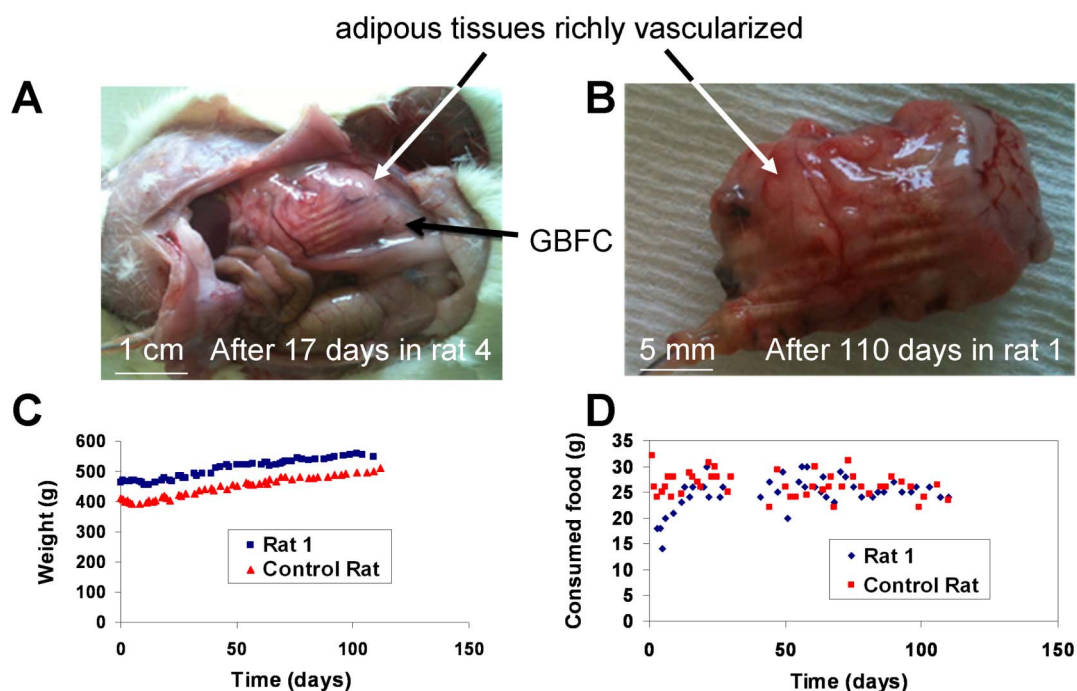 adipous tissues richly vascularized
A
B
GBFC
1 cm
After 17 days in rat 4
5 mm
After 110 days in rat 1
C
Weight (g)
600
500
400
300
200
100
0
Rat 1
Control Rat
0
50
100
150
Time (days)
D
Consumed food (g)
35
30
25
20
15
10
5
0
Rat 1
Control Rat
0
50
100
150
Time (days)